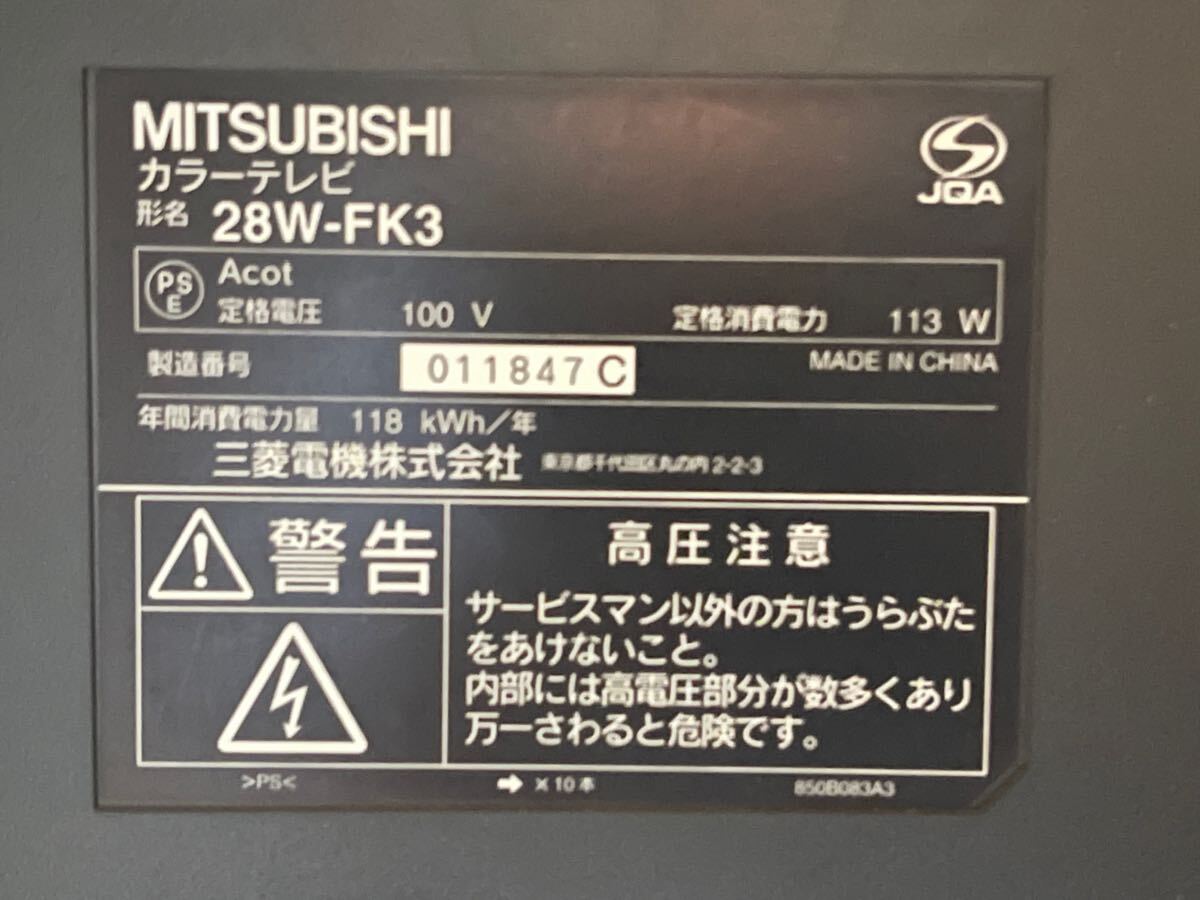 MITSUBISHI
カラーテレビ
JQA
形名 28W-FK3
PSE Acot
定格電圧 100 V 定格消費電力 113 W
製造番号 011847 C MADE IN CHINA
年間消費電力量 118 kWh/年
三菱電機株式会社 東京都千代田区丸の内2-2-3
警告
高圧注意
サービスマン以外の方はうらぶた
をあけないこと。
内部には高電圧部分が数多くあり
万一さわると危険です。
>PS< ➡ ×10本 850B083A3